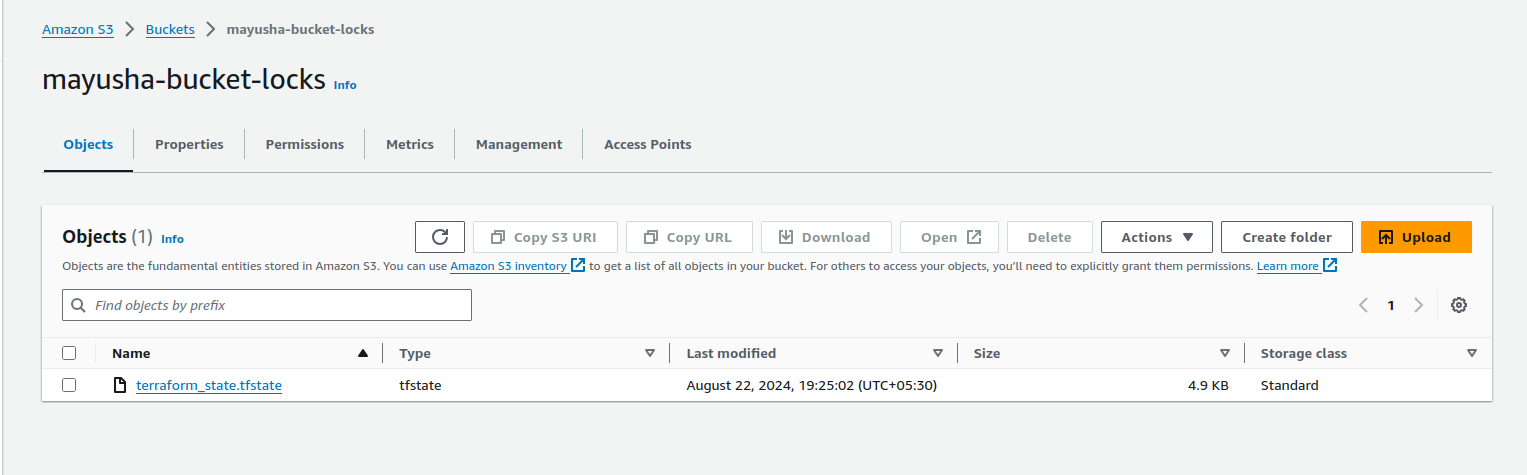 Amazon S3 Buckets mayusha-bucket-locks
mayusha-bucket-locks Info
Objects Properties Permissions Metrics Management Access Points
Objects (1) Info Copy S3 URI Copy URL Download Open Delete Actions Create folder Upload
Objects are the fundamental entities stored in Amazon S3. You can use Amazon S3 inventory to get a list of all objects in your bucket. For others to access your objects, you'll need to explicitly grant them permissions. Learn more
Find objects by prefix 1
Name Type Last modified Size Storage class
terraform_state.tfstate tfstate August 22, 2024, 19:25:02 (UTC+05:30) 4.9 KB Standard